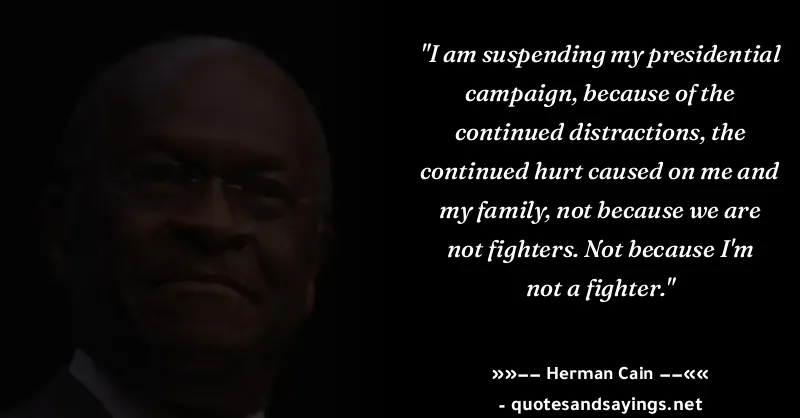 "I am suspending my presidential
campaign, because of the
continued distractions, the
continued hurt caused on me and
my family, not because we are
not fighters. Not because I'm
not a fighter."
»»–– Herman Cain ––««
- quotesandsayings.net